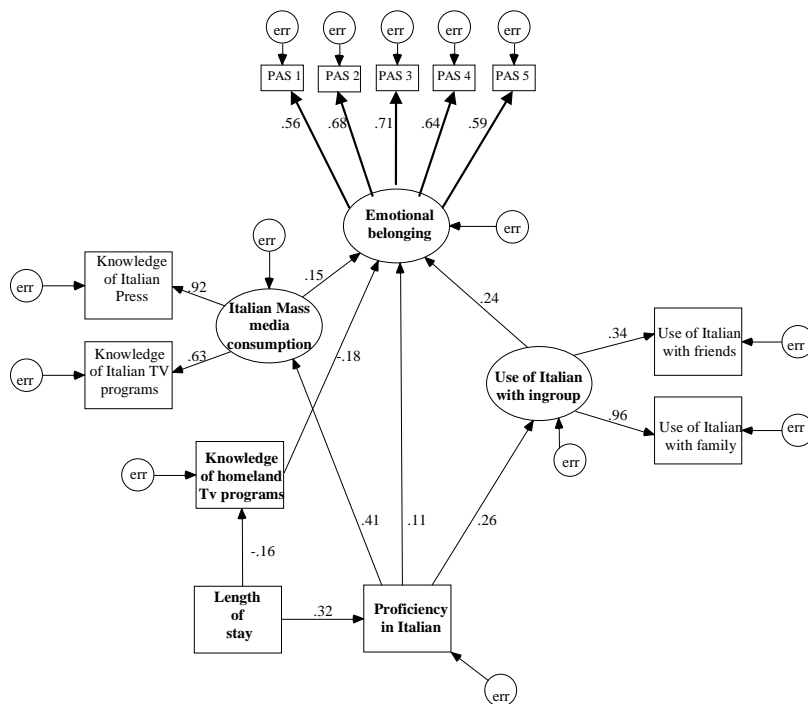 err
err
err
err
err
PAS 1
PAS 2
PAS 3
PAS 4
PAS 5
.56
.68
.71
.64
.59
Emotional
belonging
err
err
Knowledge
of Italian
Press
err
.92
.15
Italian Mass
media
consumption
.24
Knowledge
of Italian TV
programs
err
.63
-.18
Use of Italian
with ingroup
.34
Use of Italian
with friends
err
.96
Use of Italian
with family
err
err
Knowledge
of homeland
Tv programs
err
.41
.11
.26
-.16
Length
of
stay
.32
Proficiency
in Italian
err